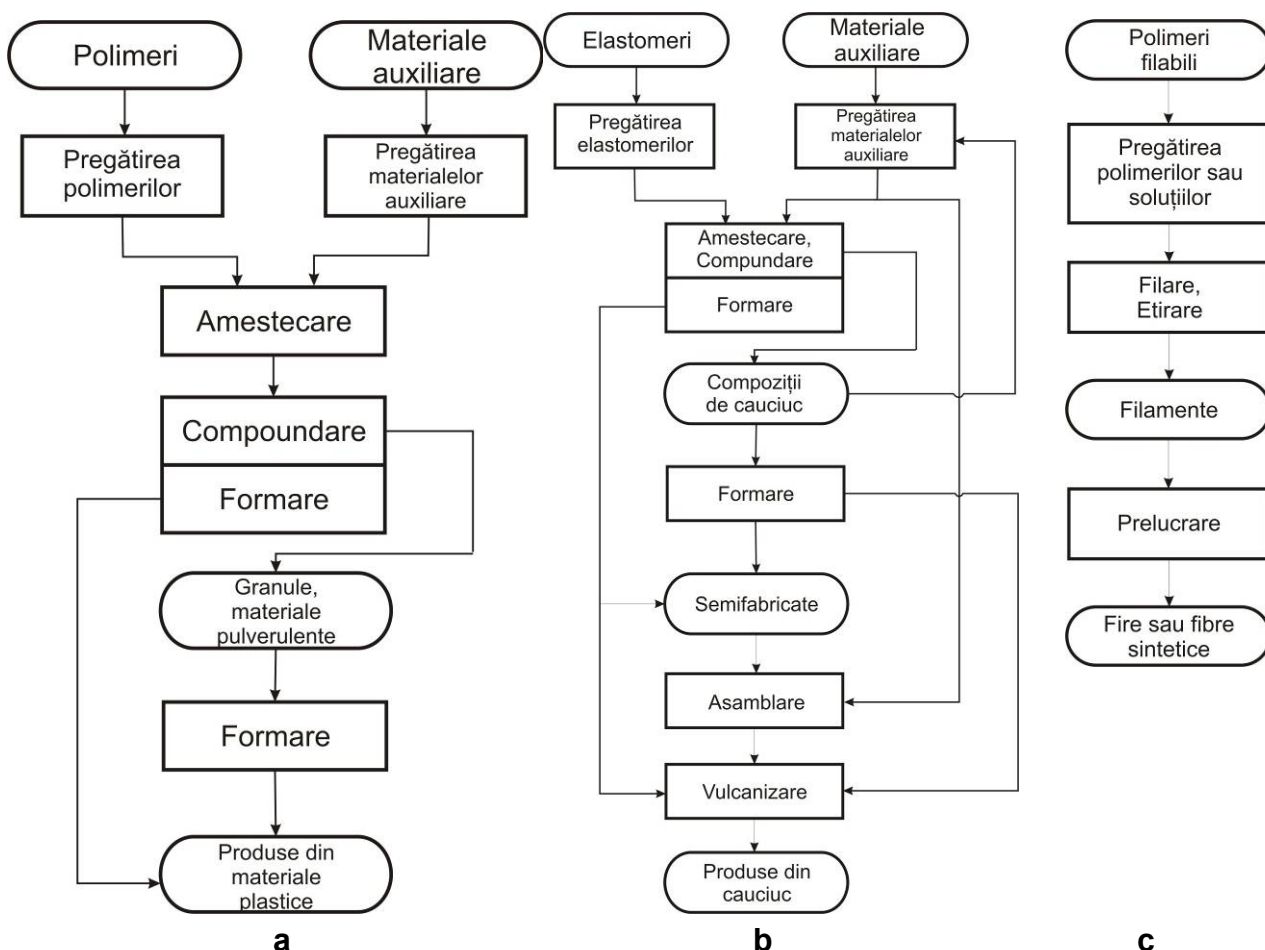 Polimeri
Materiale
auxiliare
Pregătirea
polimerilor
Pregătirea
materialelor
auxiliare
Amestecare
Compoundare
Formare
Granule,
materiale
pulverulente
Formare
Produse din
materiale
plastice
a
Elastomeri
Materiale
auxiliare
Pregătirea
elastomerilor
Pregătirea
materialelor
auxiliare
Amestecare,
Compundare
Formare
Compoziții
de cauciuc
Formare
Semifabricate
Asamblare
Vulcanizare
Produse din
cauciuc
b
Polimeri
filabili
Pregătirea
polimerilor sau
soluțiilor
Filare,
Etirare
Filamente
Prelucrare
Fire sau fibre
sintetice
c